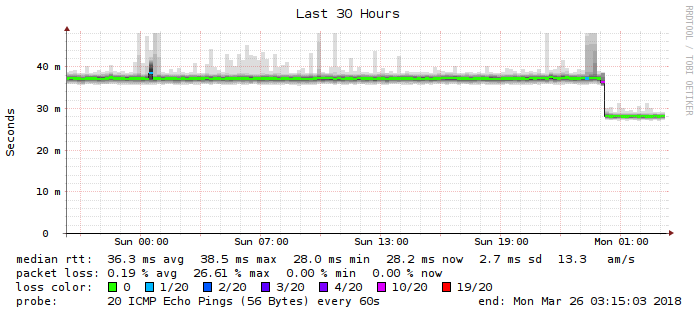 Last 30 Hours
RRDTOOL / TOBI OETIKER
Seconds
40 m
30 m
20 m
10 m
0
Sun 00:00 Sun 07:00 Sun 13:00 Sun 19:00 Mon 01:00
median rtt: 36.3 ms avg 38.5 ms max 28.0 ms min 28.2 ms now 2.7 ms sd 13.3 am/s
packet loss: 0.19 % avg 26.61 % max 0.00 % min 0.00 % now
loss color: 0 1/20 2/20 3/20 4/20 10/20 19/20
probe: 20 ICMP Echo Pings (56 Bytes) every 60s end: Mon Mar 26 03:15:03 2018